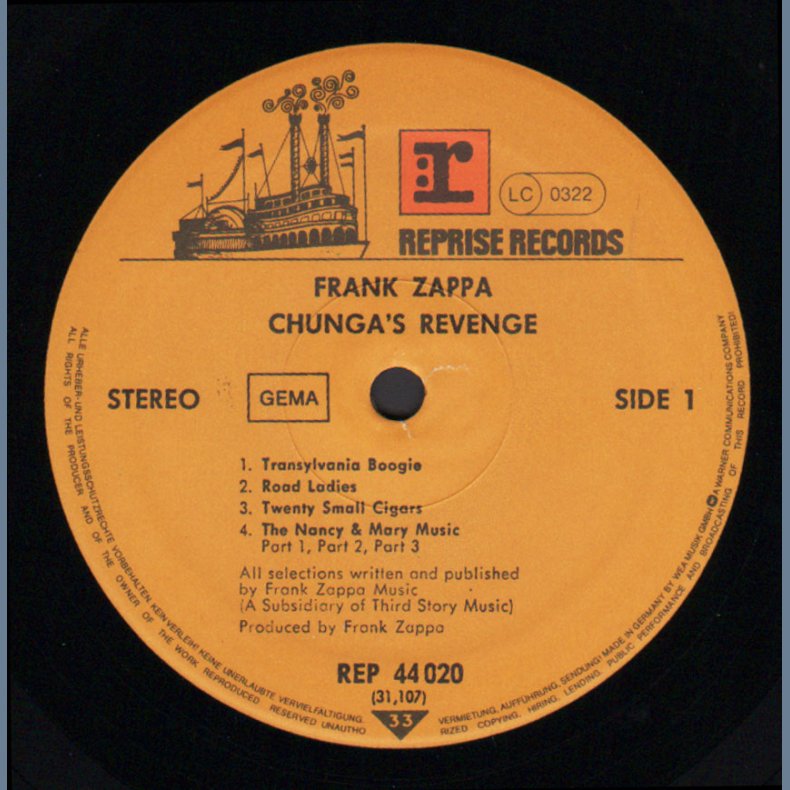 r
LC 0322
REPRISE RECORDS
FRANK ZAPPA
CHUNGA'S REVENGE
STEREO GEMA SIDE 1
1. Transylvania Boogie
2. Road Ladies
3. Twenty Small Cigars
4. The Nancy & Mary Music
Part 1, Part 2, Part 3
All selections written and published
by Frank Zappa Music
(A Subsidiary of Third Story Music)
Produced by Frank Zappa
REP 44 020
(31,107)
33
ALLE URHEBER- UND LEISTUNGSSCHUTZRECHTE VORBEHALTEN KEIN VERLEIH! KEINE UNERLAUBTE VERVIELFÄLTIGUNG, VERMIETUNG, AUFFÜHRUNG, SENDUNG! MADE IN GERMANY BY WEA MUSIK GMBH A WARNER COMMUNICATIONS COMPANY
ALL RIGHTS OF THE PRODUCER AND OF THE OWNER OF THE WORK REPRODUCED RESERVED UNAUTHORIZED COPYING, HIRING, LENDING, PUBLIC PERFORMANCE AND BROADCASTING OF THIS RECORD PROHIBITED!